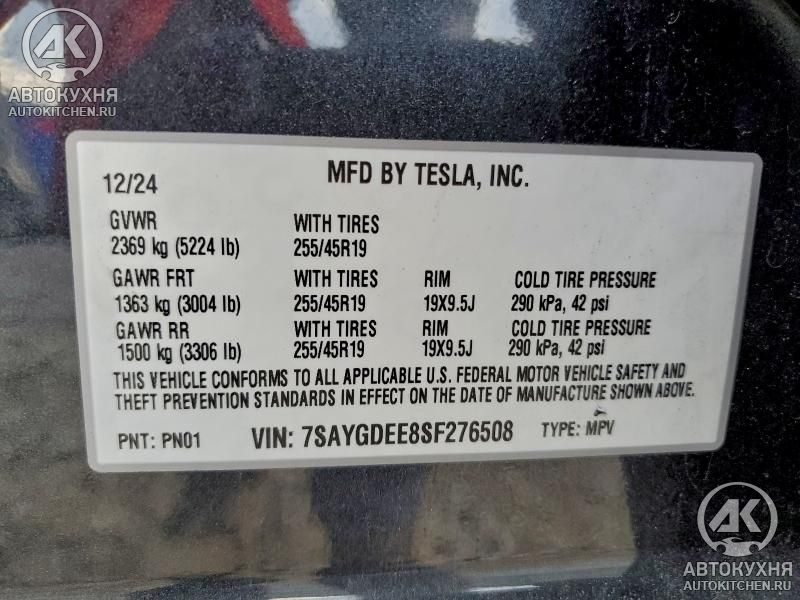 AK
АВТОКУХНЯ
AUTOKITCHEN.RU
12/24 MFD BY TESLA, INC.
GVWR WITH TIRES
2369 kg (5224 lb) 255/45R19
GAWR FRT WITH TIRES RIM COLD TIRE PRESSURE
1363 kg (3004 lb) 255/45R19 19X9.5J 290 kPa, 42 psi
GAWR RR WITH TIRES RIM COLD TIRE PRESSURE
1500 kg (3306 lb) 255/45R19 19X9.5J 290 kPa, 42 psi
THIS VEHICLE CONFORMS TO ALL APPLICABLE U.S. FEDERAL MOTOR VEHICLE SAFETY AND
THEFT PREVENTION STANDARDS IN EFFECT ON THE DATE OF MANUFACTURE SHOWN ABOVE.
PNT: PN01 VIN: 7SAYGDEE8SF276508 TYPE: MPV
AK
АВТОКУХНЯ
AUTOKITCHEN.RU